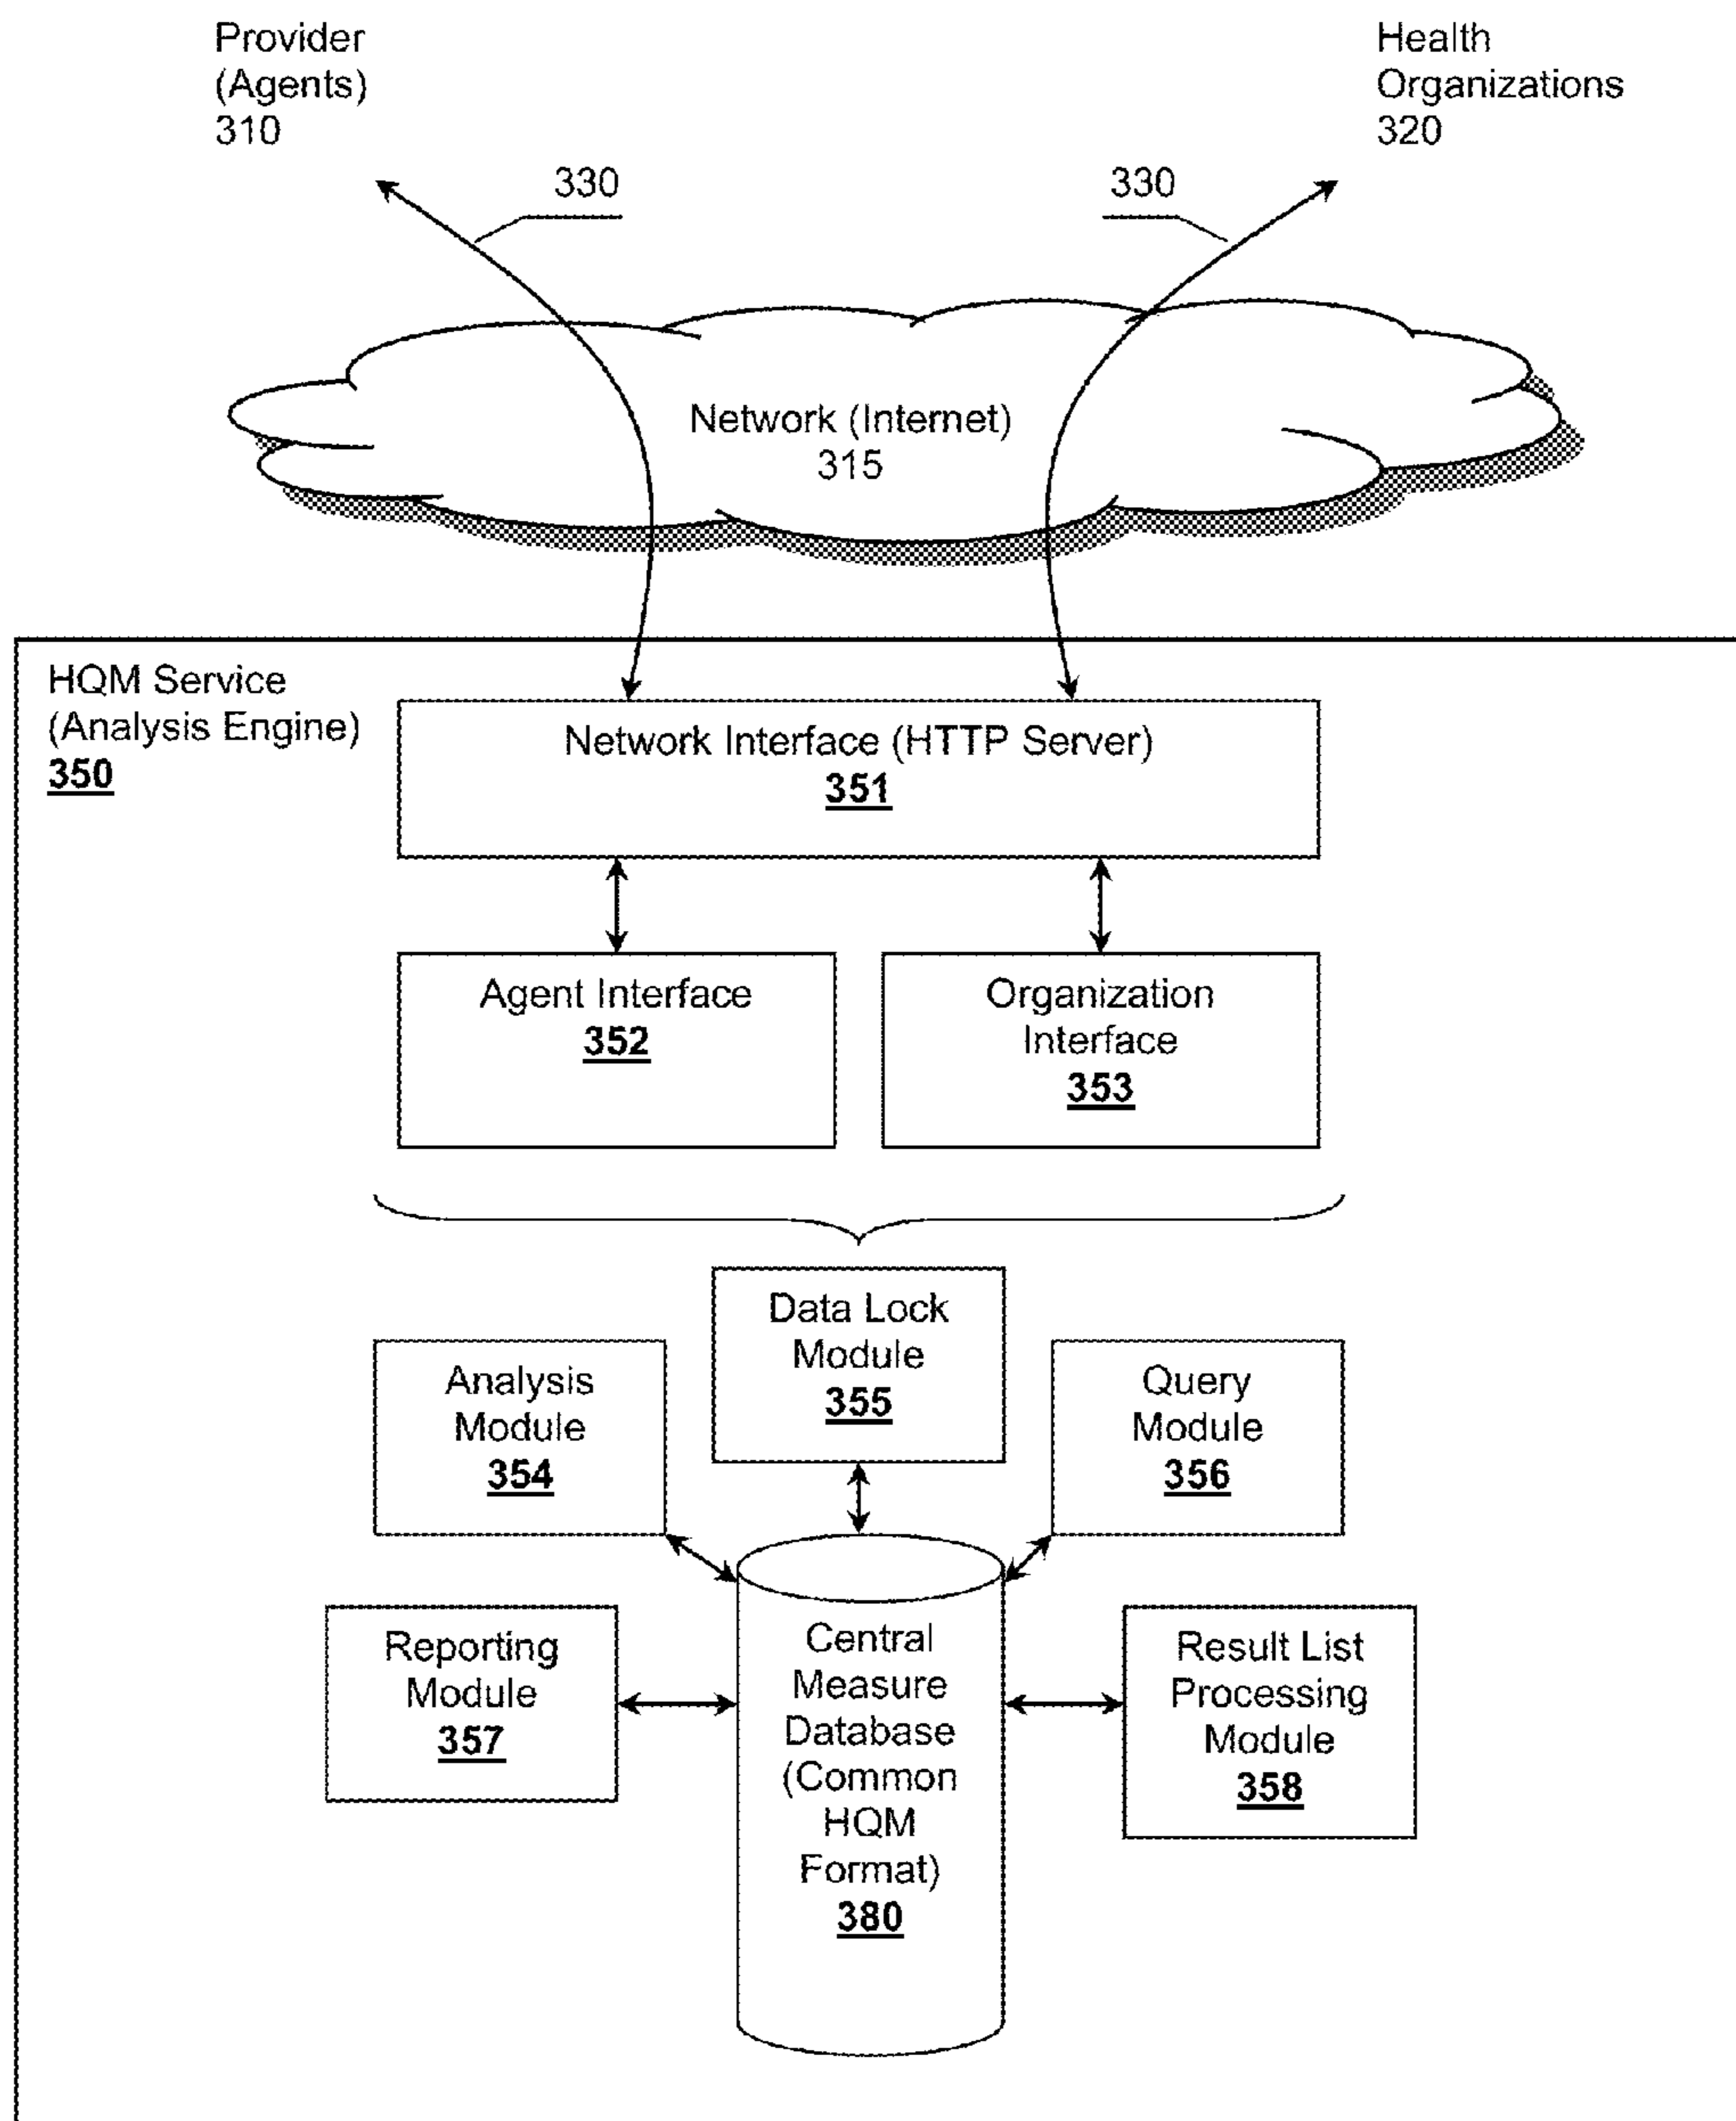 Provider
(Agents)
310
Health
Organizations
320
330
330
Network (Internet)
315
HQM Service
(Analysis Engine)
350
Network Interface (HTTP Server)
351
Agent Interface
352
Organization
Interface
353
Data Lock
Module
355
Analysis
Module
354
Query
Module
356
Reporting
Module
357
Central
Measure
Database
(Common
HQM
Format)
380
Result List
Processing
Module
358